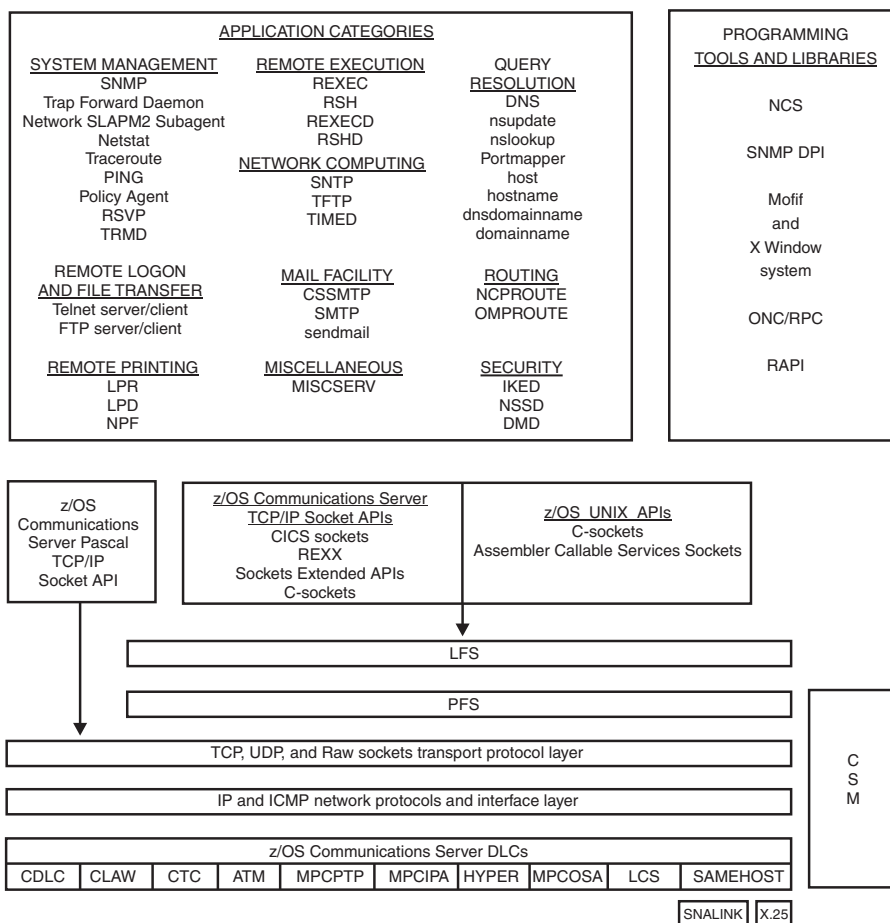 APPLICATION CATEGORIES
SYSTEM MANAGEMENT
SNMP
Trap Forward Daemon
Network SLAPM2 Subagent
Netstat
Traceroute
PING
Policy Agent
RSVP
TRMD
REMOTE EXECUTION
REXEC
RSH
REXECD
RSHD
NETWORK COMPUTING
SNTP
TFTP
TIMED
QUERY
RESOLUTION
DNS
nsupdate
nslookup
Portmapper
host
hostname
dnsdomainname
domainname
REMOTE LOGON
AND FILE TRANSFER
Telnet server/client
FTP server/client
MAIL FACILITY
CSSMTP
SMTP
sendmail
ROUTING
NCPROUTE
OMPROUTE
REMOTE PRINTING
LPR
LPD
NPF
MISCELLANEOUS
MISCSERV
SECURITY
IKED
NSSD
DMD
PROGRAMMING
TOOLS AND LIBRARIES
NCS
SNMP DPI
Mofif
and
X Window
system
ONC/RPC
RAPI
z/OS
Communications
Server Pascal
TCP/IP
Socket API
z/OS Communications Server
TCP/IP Socket APIs
CICS sockets
REXX
Sockets Extended APIs
C-sockets
z/OS UNIX APIs
C-sockets
Assembler Callable Services Sockets
LFS
PFS
TCP, UDP, and Raw sockets transport protocol layer
IP and ICMP network protocols and interface layer
C
S
M
z/OS Communications Server DLCs
CDLC CLAW CTC ATM MPCPTP MPCIPA HYPER MPCOSA LCS SAMEHOST
SNALINK X.25